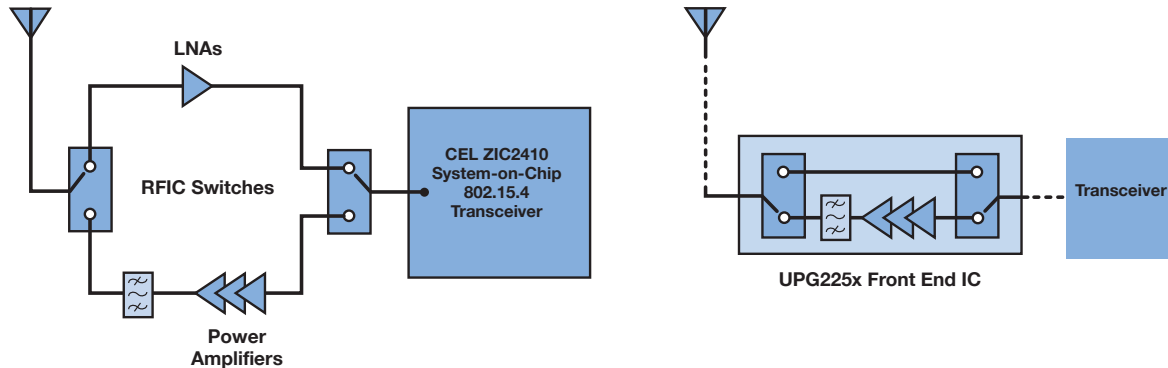 LNAs
RFIC Switches
CEL ZIC2410
System-on-Chip
802.15.4
Transceiver
Power
Amplifiers
Transceiver
UPG225x Front End IC